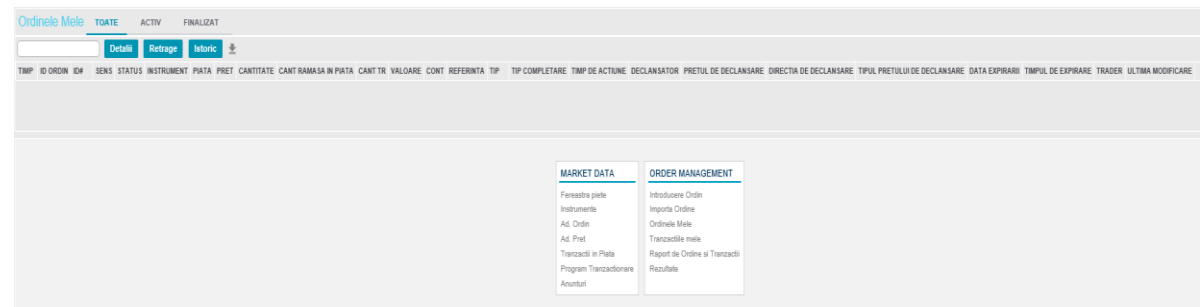 Ordinele Mele TOATE ACTIV FINALIZAT
Detalii Retrage Istoric
TIMP ID ORDIN ID# SENS STATUS INSTRUMENT PIATA PRET CANTITATE CANT RAMASA IN PIATA CANT TR VALOARE CONT REFERINTA TIP TIP COMPLETARE TIMP DE ACTIUNE DECLANSATOR PRETUL DE DECLANSARE DIRECTIA DE DECLANSARE TIPUL PRETULUI DE DECLANSARE DATA EXPIRARII TIMPUL DE EXPIRARE TRADER ULTIMA MODIFICARE
MARKET DATA
Fereastra piete
Instrumente
Ad. Ordin
Ad. Pret
Tranzactii in Piata
Program Tranzactionare
Anunturi
ORDER MANAGEMENT
Introducere Ordin
Importa Ordine
Ordinele Mele
Tranzactiile mele
Raport de Ordine si Tranzactii
Rezultate